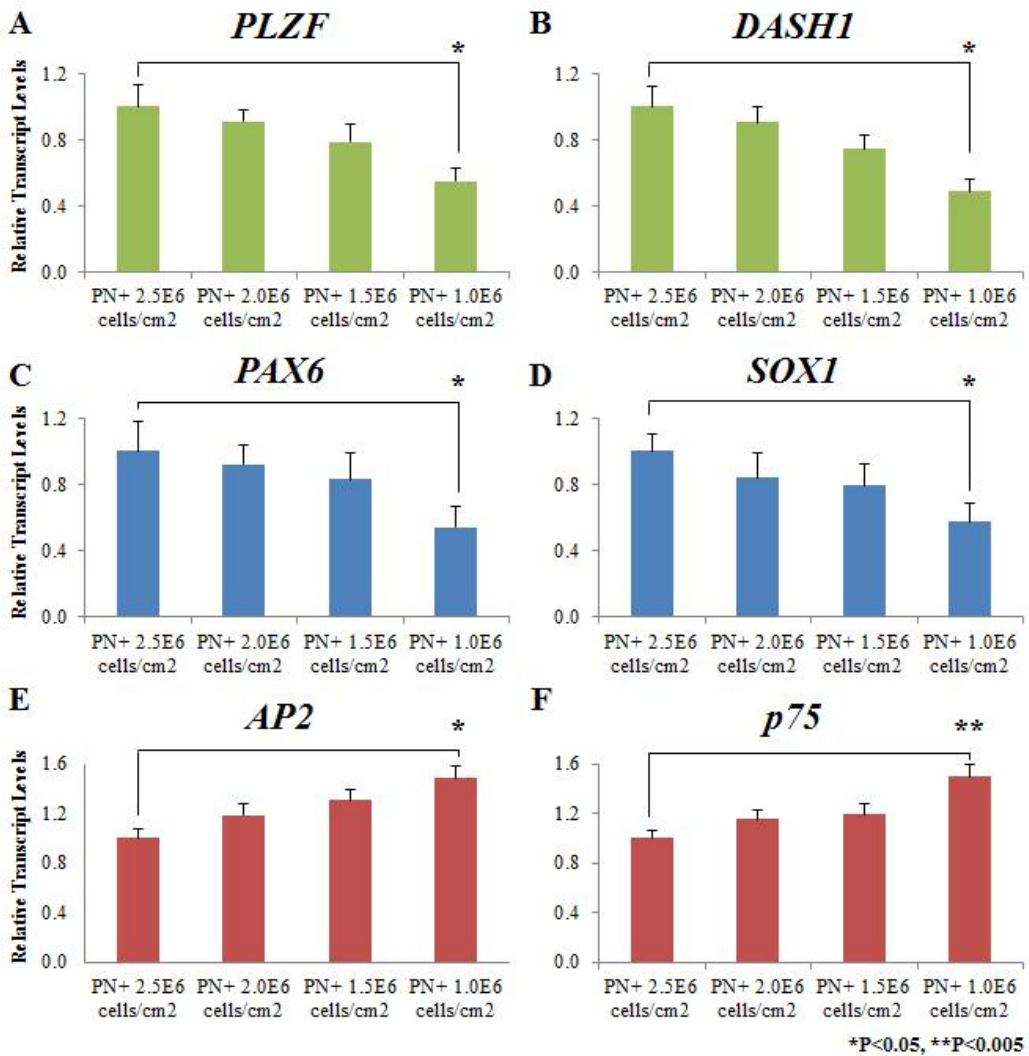 A PLZF
*
Relative Transcript Levels
1.2
0.8
0.4
0.0
PN+ 2.5E6 PN+ 2.0E6 PN+ 1.5E6 PN+ 1.0E6
cells/cm2 cells/cm2 cells/cm2 cells/cm2
B DASH1
*
1.2
0.8
0.4
0.0
PN+ 2.5E6 PN+ 2.0E6 PN+ 1.5E6 PN+ 1.0E6
cells/cm2 cells/cm2 cells/cm2 cells/cm2
C PAX6
*
Relative Transcript Levels
1.2
0.8
0.4
0.0
PN+ 2.5E6 PN+ 2.0E6 PN+ 1.5E6 PN+ 1.0E6
cells/cm2 cells/cm2 cells/cm2 cells/cm2
D SOX1
*
1.2
0.8
0.4
0.0
PN+ 2.5E6 PN+ 2.0E6 PN+ 1.5E6 PN+ 1.0E6
cells/cm2 cells/cm2 cells/cm2 cells/cm2
E AP2
*
Relative Transcript Levels
1.6
1.2
0.8
0.4
0.0
PN+ 2.5E6 PN+ 2.0E6 PN+ 1.5E6 PN+ 1.0E6
cells/cm2 cells/cm2 cells/cm2 cells/cm2
F p75
**
1.6
1.2
0.8
0.4
0.0
PN+ 2.5E6 PN+ 2.0E6 PN+ 1.5E6 PN+ 1.0E6
cells/cm2 cells/cm2 cells/cm2 cells/cm2
*P<0.05, **P<0.005